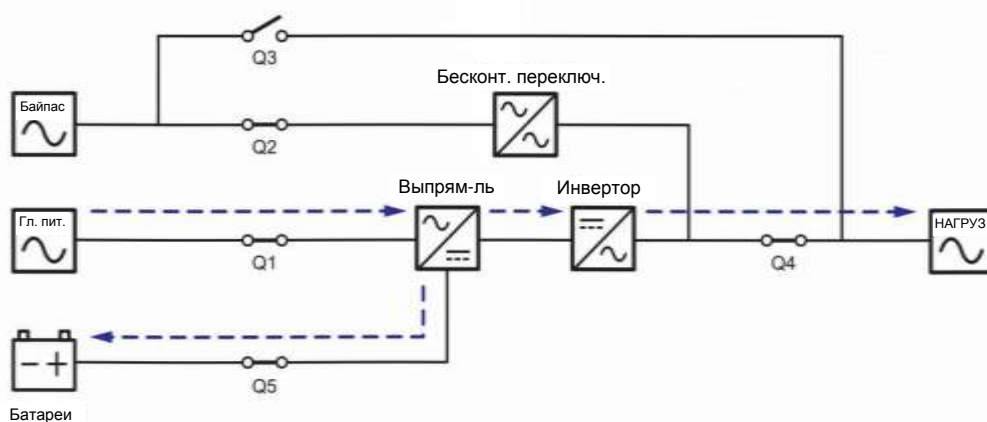 Q3
Бесконт. переключ.
Байпас
Q2
Выпрям-ль
Инвертор
Гл. пит.
НАГРУЗ
Q1
Q4
Q5
Батареи